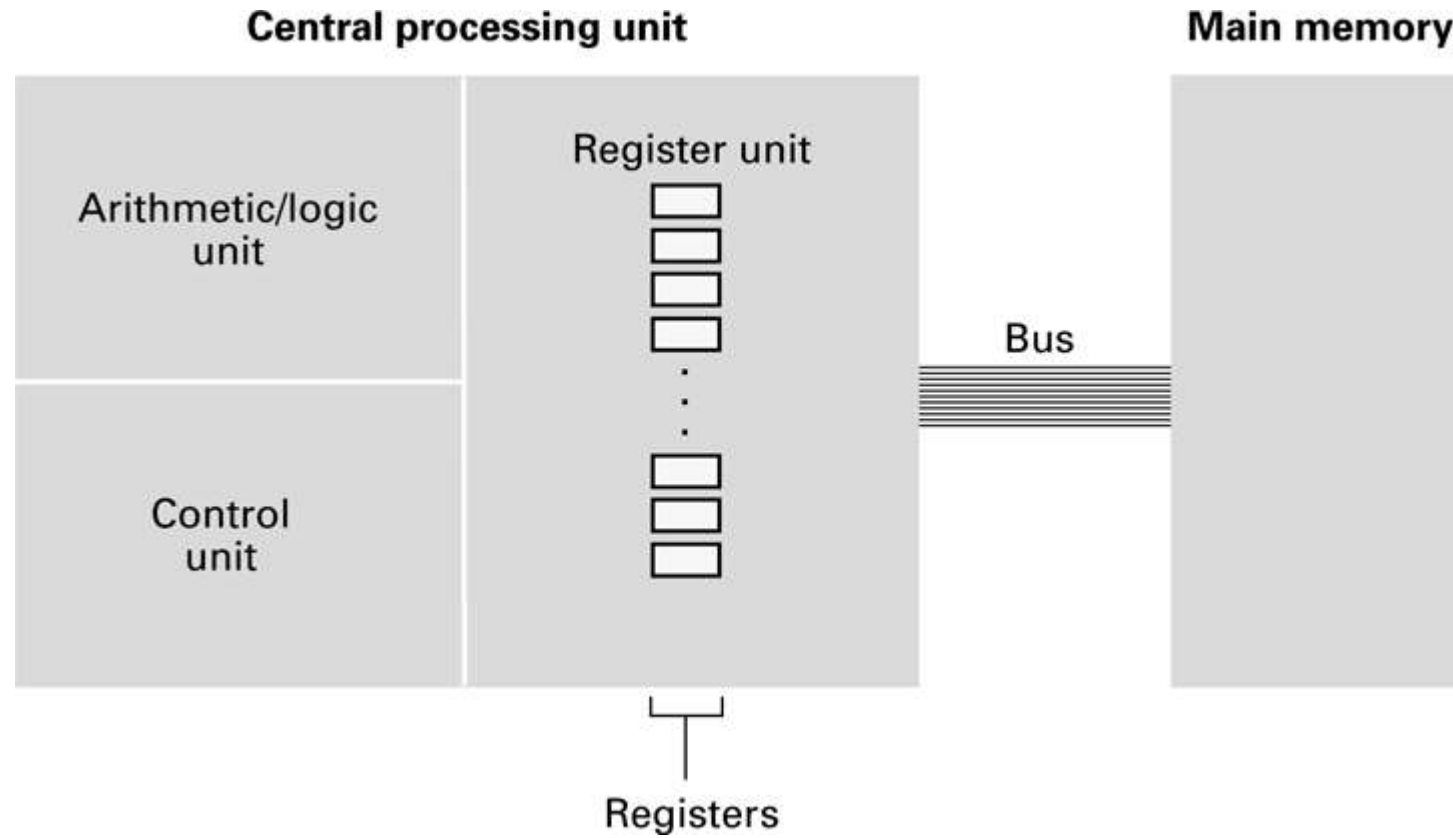 Central processing unit
Main memory
Register unit
Arithmetic/logic
unit
Bus
Control
unit
Registers